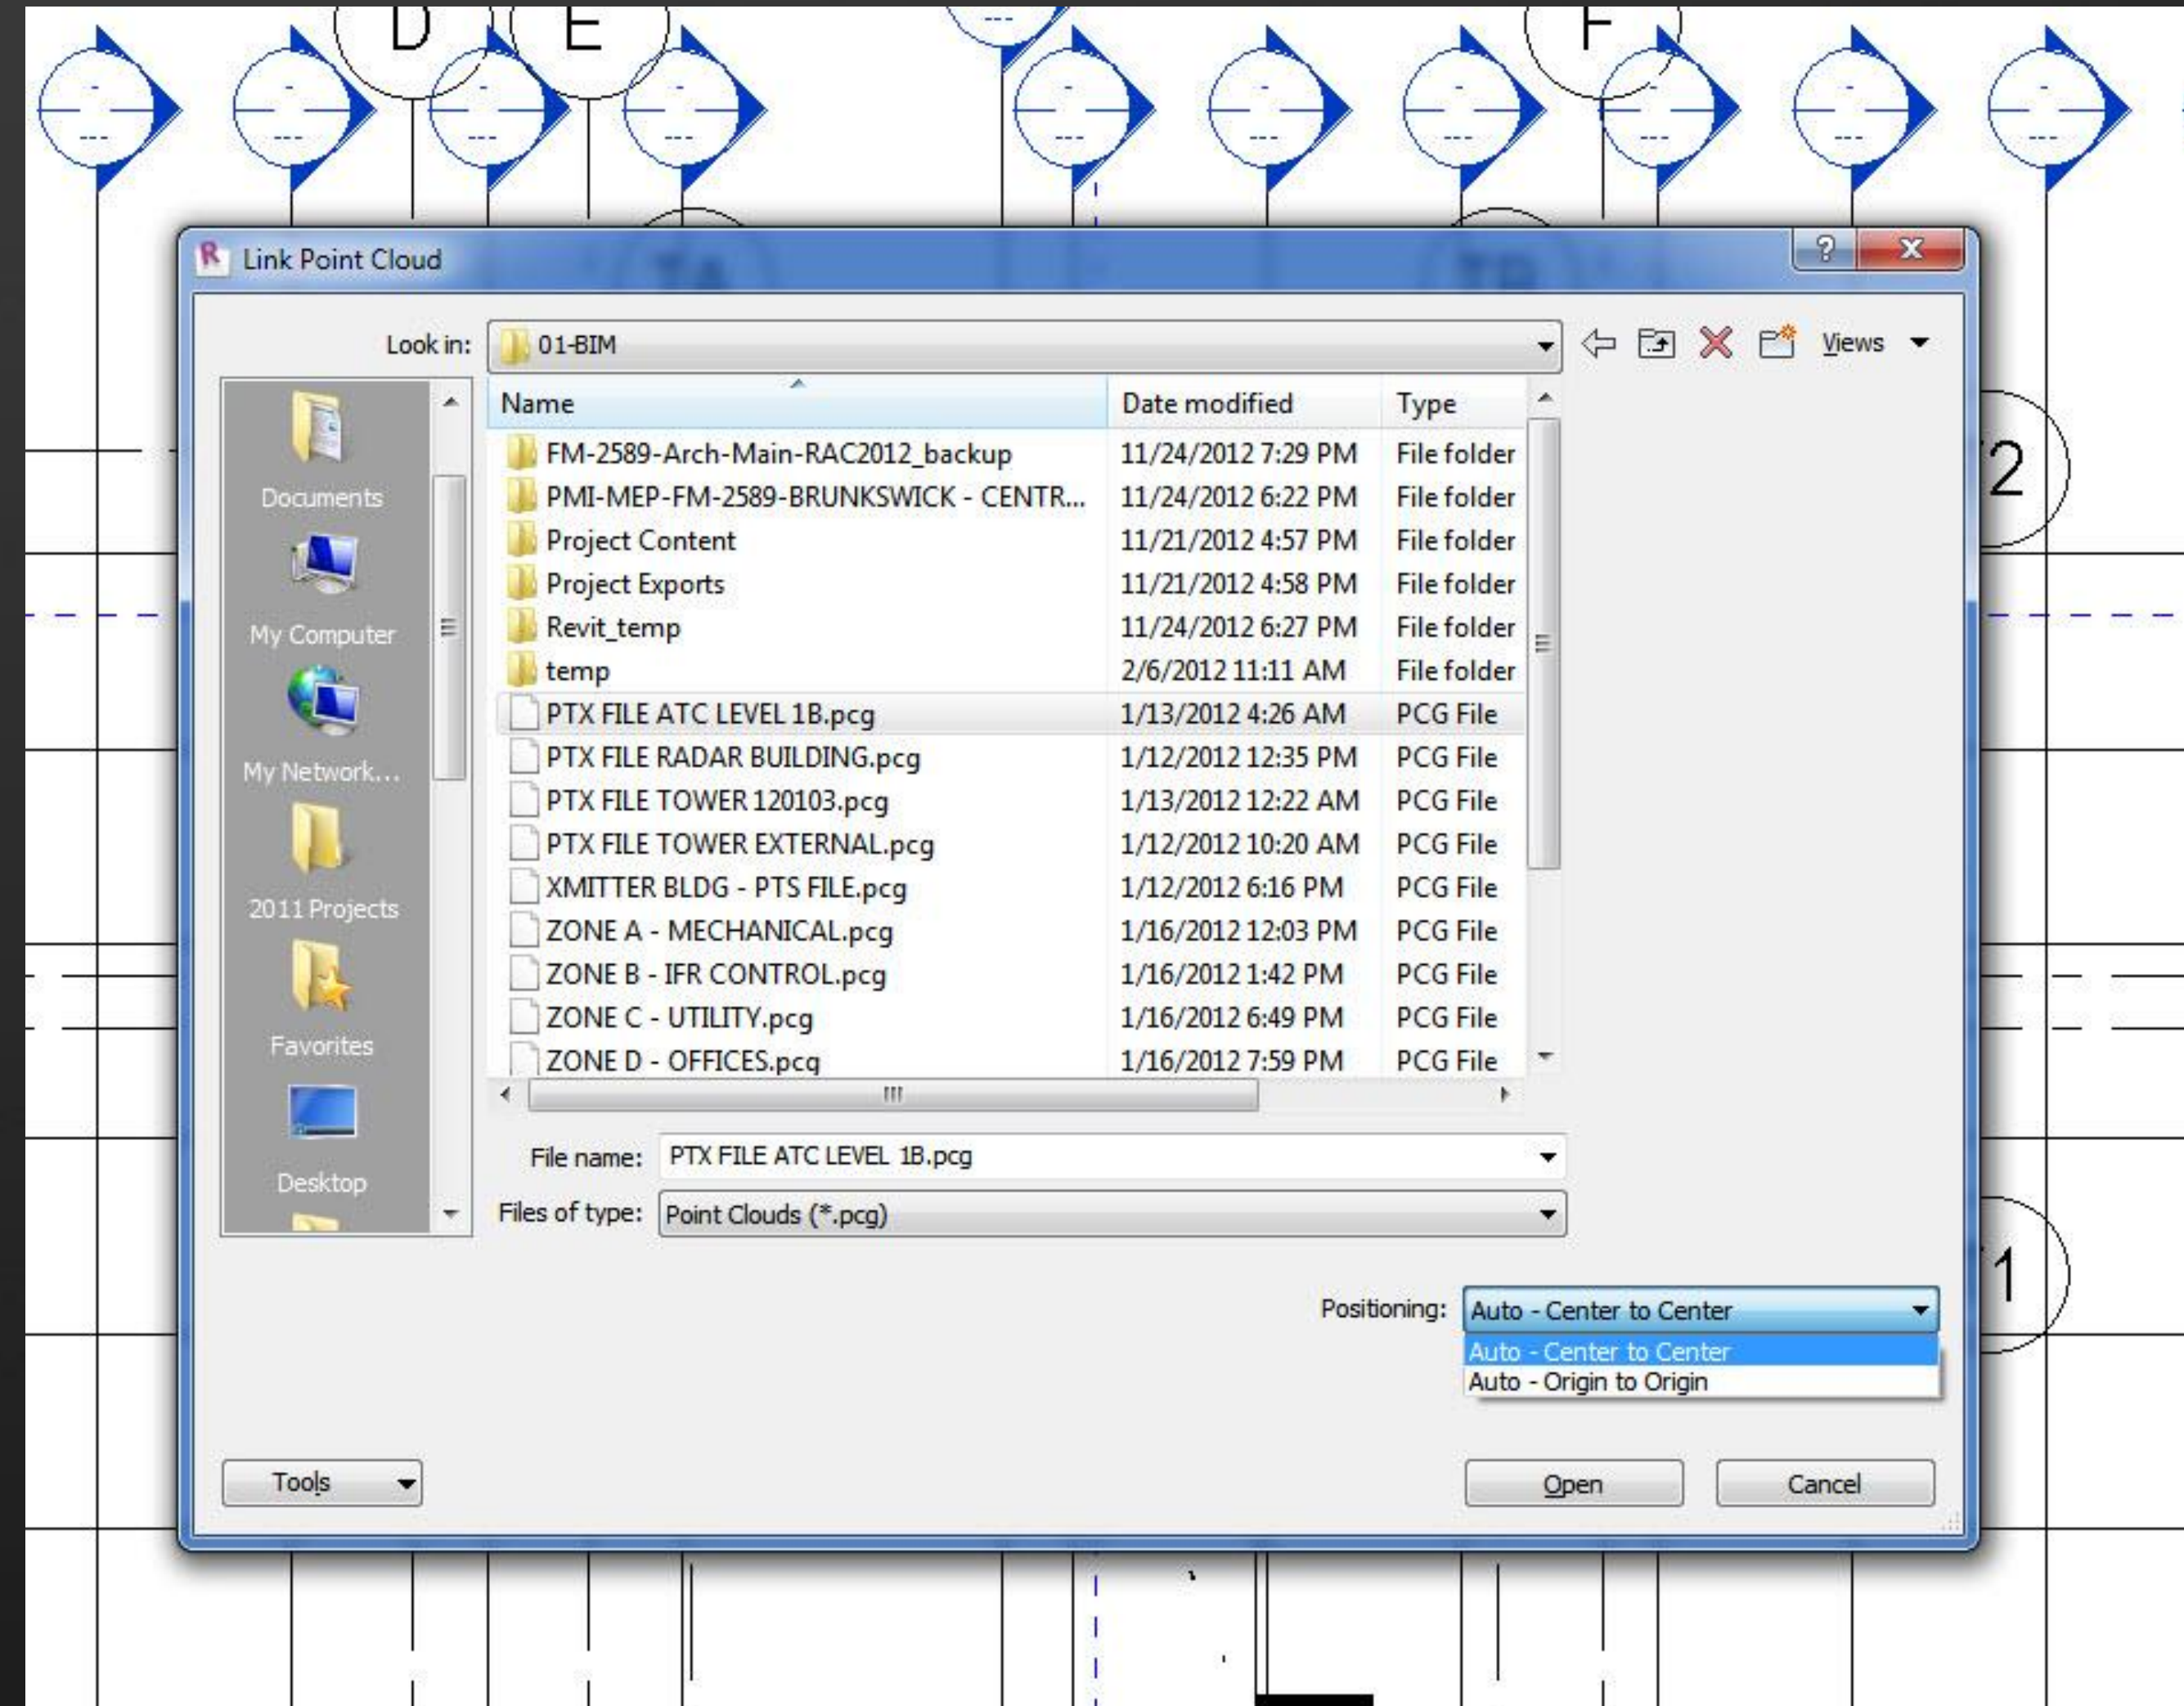 D E F
R Link Point Cloud ?
TA TB
Look in: 01-BIM Views
Name Date modified Type
FM-2589-Arch-Main-RAC2012_backup 11/24/2012 7:29 PM File folder
PMI-MEP-FM-2589-BRUNKSWICK - CENTR... 11/24/2012 6:22 PM File folder
Project Content 11/21/2012 4:57 PM File folder
Project Exports 11/21/2012 4:58 PM File folder
Revit_temp 11/24/2012 6:27 PM File folder
temp 2/6/2012 11:11 AM File folder
PTX FILE ATC LEVEL 1B.pcg 1/13/2012 4:26 AM PCG File
PTX FILE RADAR BUILDING.pcg 1/12/2012 12:35 PM PCG File
PTX FILE TOWER 120103.pcg 1/13/2012 12:22 AM PCG File
PTX FILE TOWER EXTERNAL.pcg 1/12/2012 10:20 AM PCG File
XMITTER BLDG - PTS FILE.pcg 1/12/2012 6:16 PM PCG File
ZONE A - MECHANICAL.pcg 1/16/2012 12:03 PM PCG File
ZONE B - IFR CONTROL.pcg 1/16/2012 1:42 PM PCG File
ZONE C - UTILITY.pcg 1/16/2012 6:49 PM PCG File
ZONE D - OFFICES.pcg 1/16/2012 7:59 PM PCG File
Documents
My Computer
My Network...
2011 Projects
Favorites
Desktop
2
File name: PTX FILE ATC LEVEL 1B.pcg
Files of type: Point Clouds (*.pcg)
1
Positioning: Auto - Center to Center
Auto - Center to Center
Auto - Origin to Origin
Tools Open Cancel